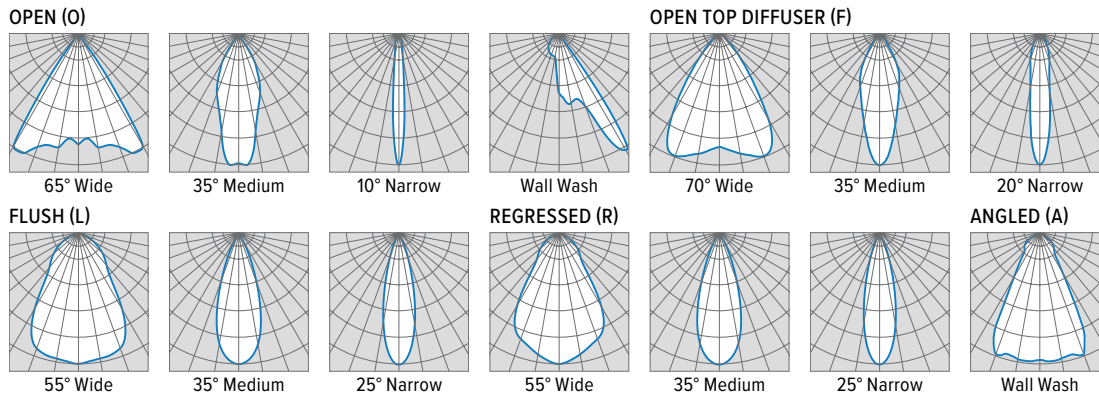 OPEN (O)
OPEN TOP DIFFUSER (F)
65° Wide
35° Medium
10° Narrow
Wall Wash
70° Wide
35° Medium
20° Narrow
FLUSH (L)
REGRESSED (R)
ANGLED (A)
55° Wide
35° Medium
25° Narrow
55° Wide
35° Medium
25° Narrow
Wall Wash